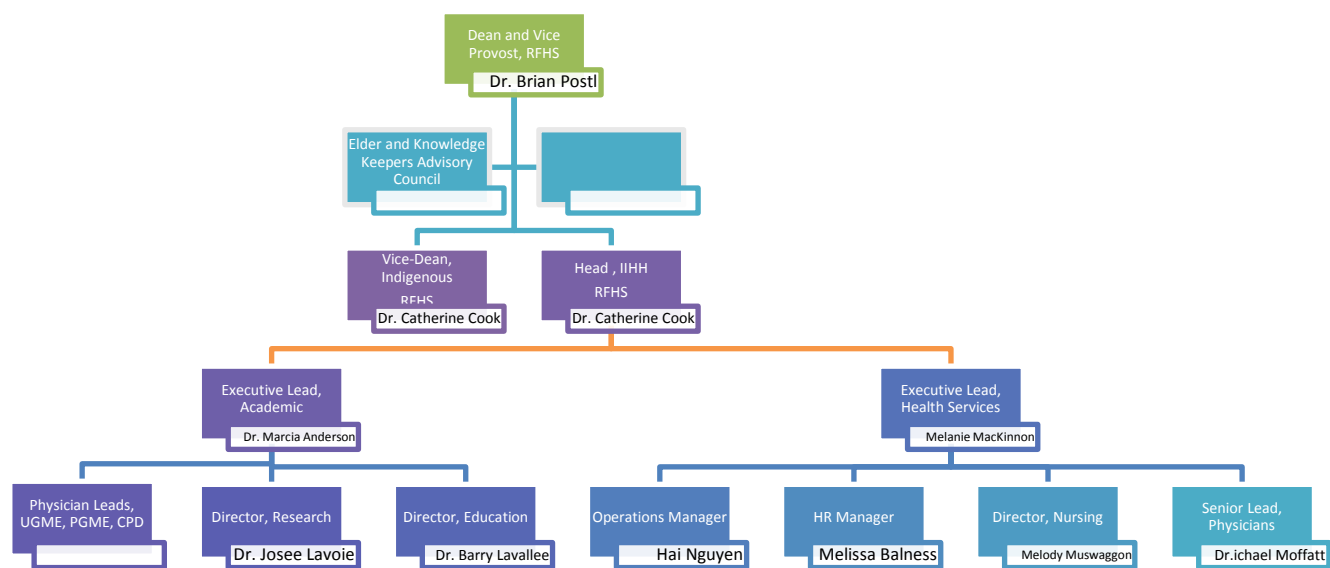 Dean and Vice
Provost, RFHS
Dr. Brian Postl
Elder and Knowledge
Keepers Advisory
Council
Vice-Dean,
Indigenous
RFHS
Dr. Catherine Cook
Head , IIHH
RFHS
Dr. Catherine Cook
Executive Lead,
Academic
Dr. Marcia Anderson
Executive Lead,
Health Services
Melanie MacKinnon
Physician Leads,
UGME, PGME, CPD
Director, Research
Dr. Josee Lavoie
Director, Education
Dr. Barry Lavallee
Operations Manager
Hai Nguyen
HR Manager
Melissa Balness
Director, Nursing
Melody Muswaggon
Senior Lead,
Physicians
Dr.ichael Moffatt